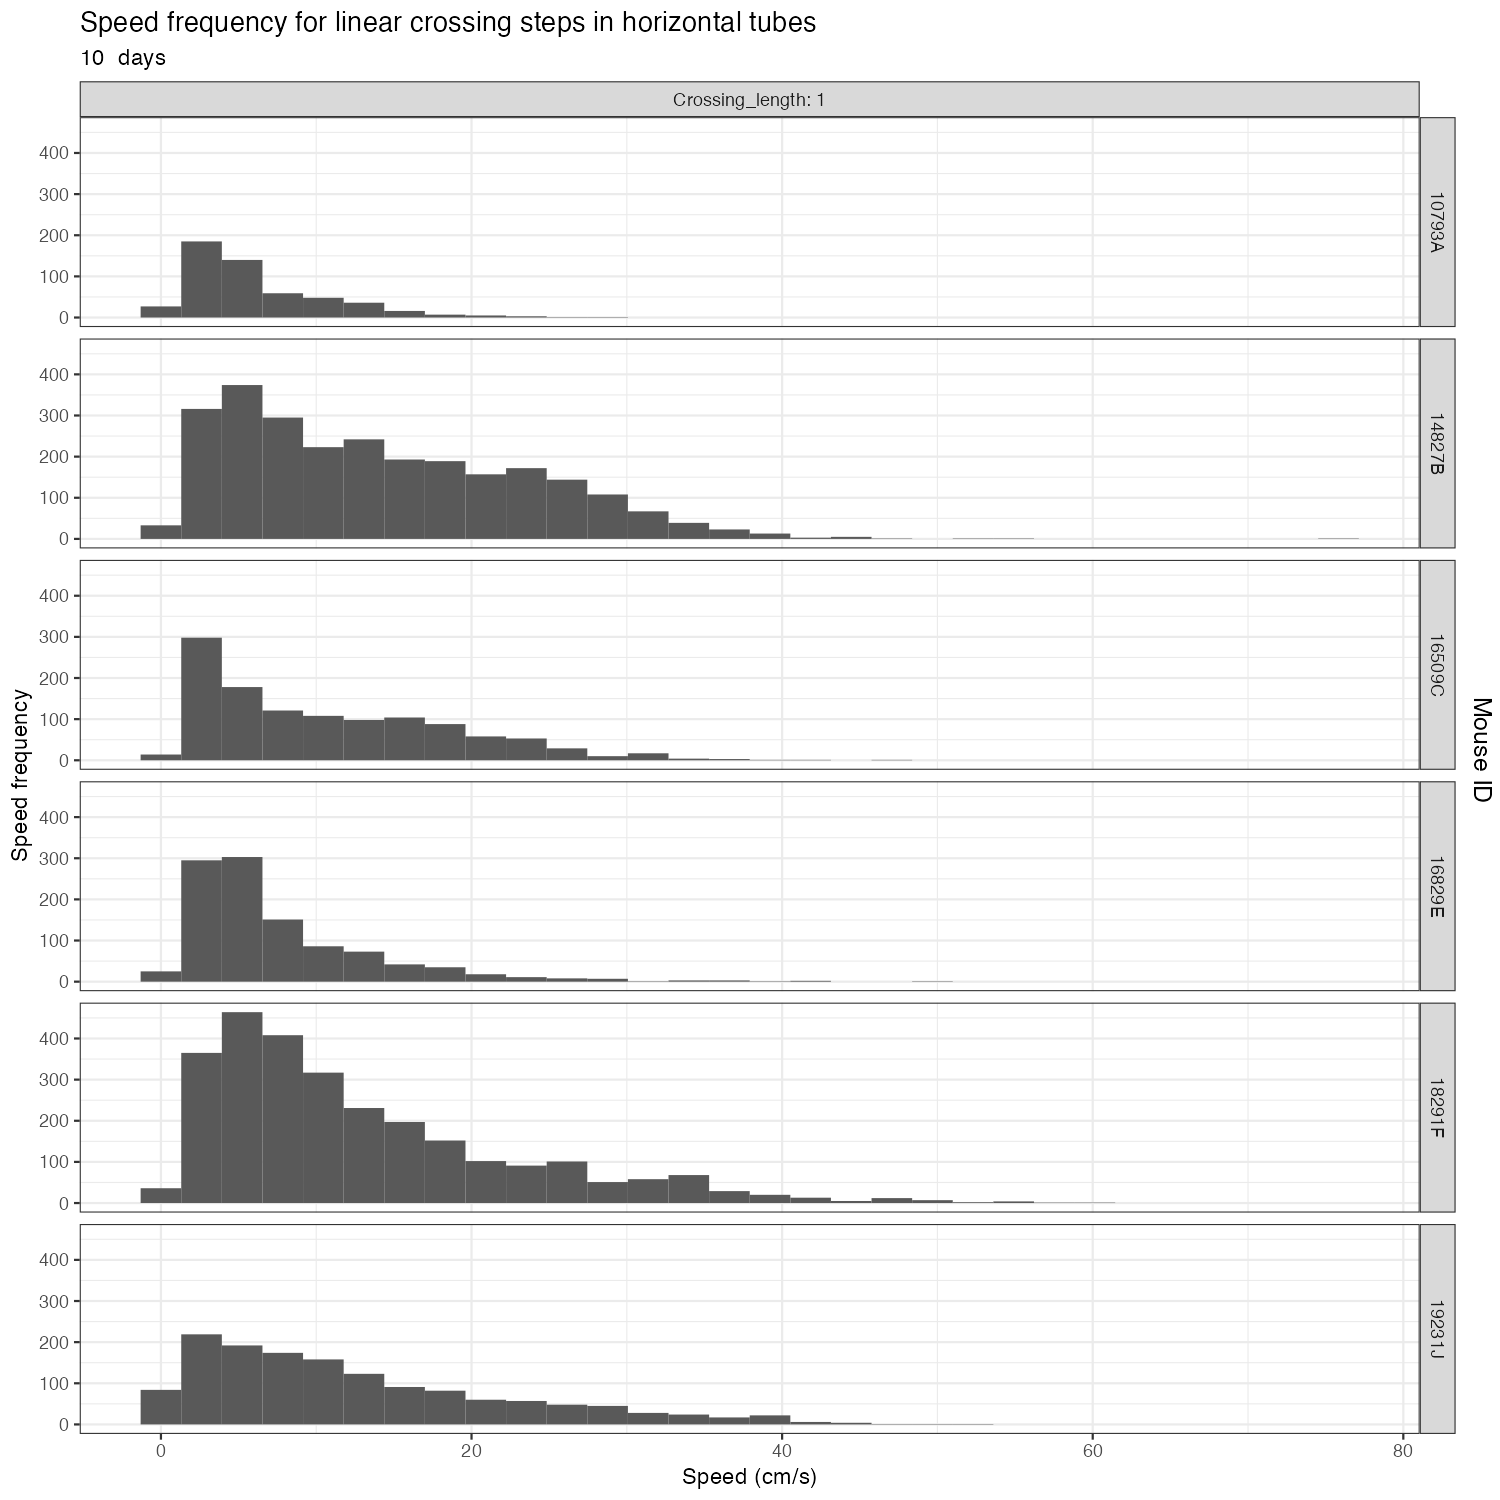 Speed frequency for linear crossing steps in horizontal tubes
10 days
Crossing_length: 1
400
300
200
100
0
10793A
400
300
200
100
0
14827B
400
300
200
100
0
16509C
400
300
200
100
0
16829E
400
300
200
100
0
18291F
400
300
200
100
0
19231J
Speed frequency
Mouse ID
0 20 40 60 80
Speed (cm/s)